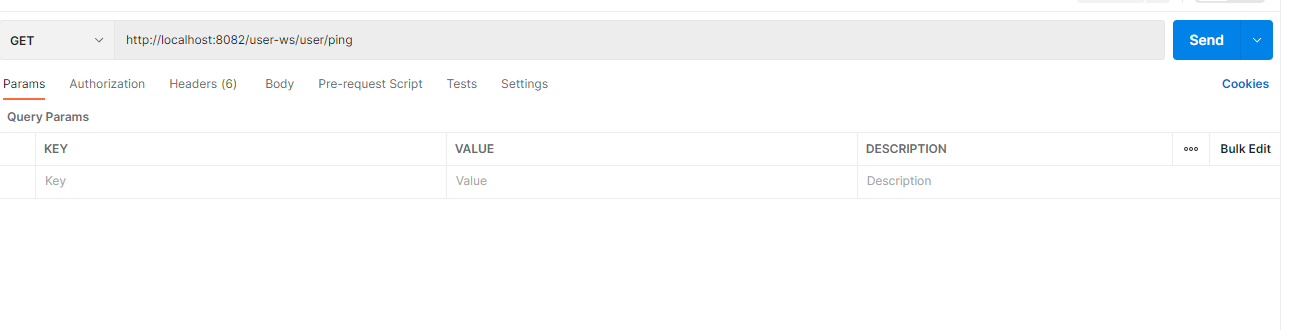 GET http://localhost:8082/user-ws/user/ping Send
Params Authorization Headers (6) Body Pre-request Script Tests Settings Cookies
Query Params
KEY VALUE DESCRIPTION Bulk Edit
Key Value Description